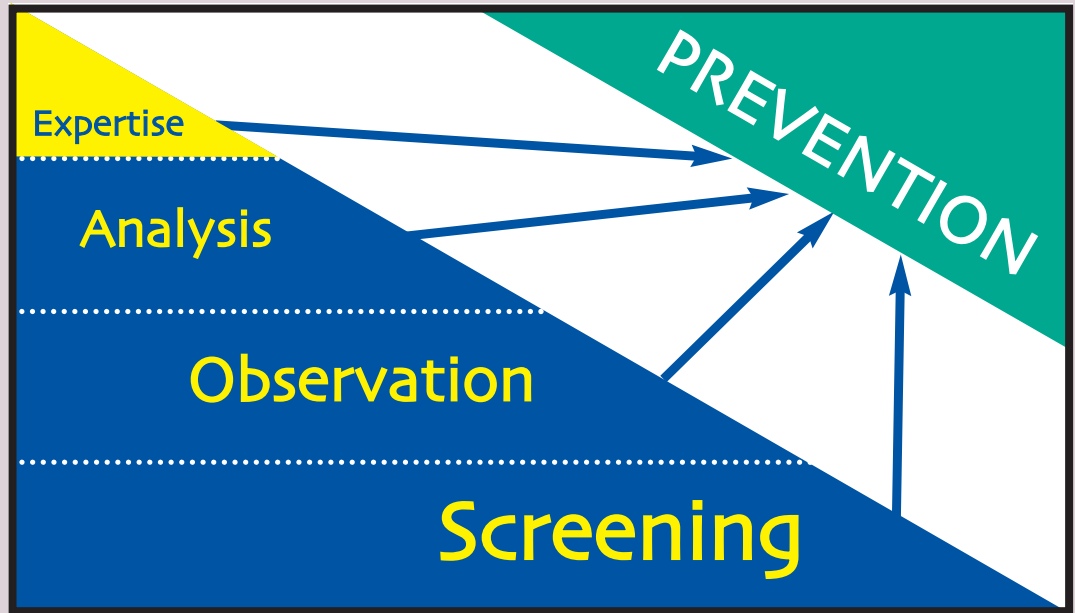 PREVENTION
Expertise
Analysis
Observation
Screening